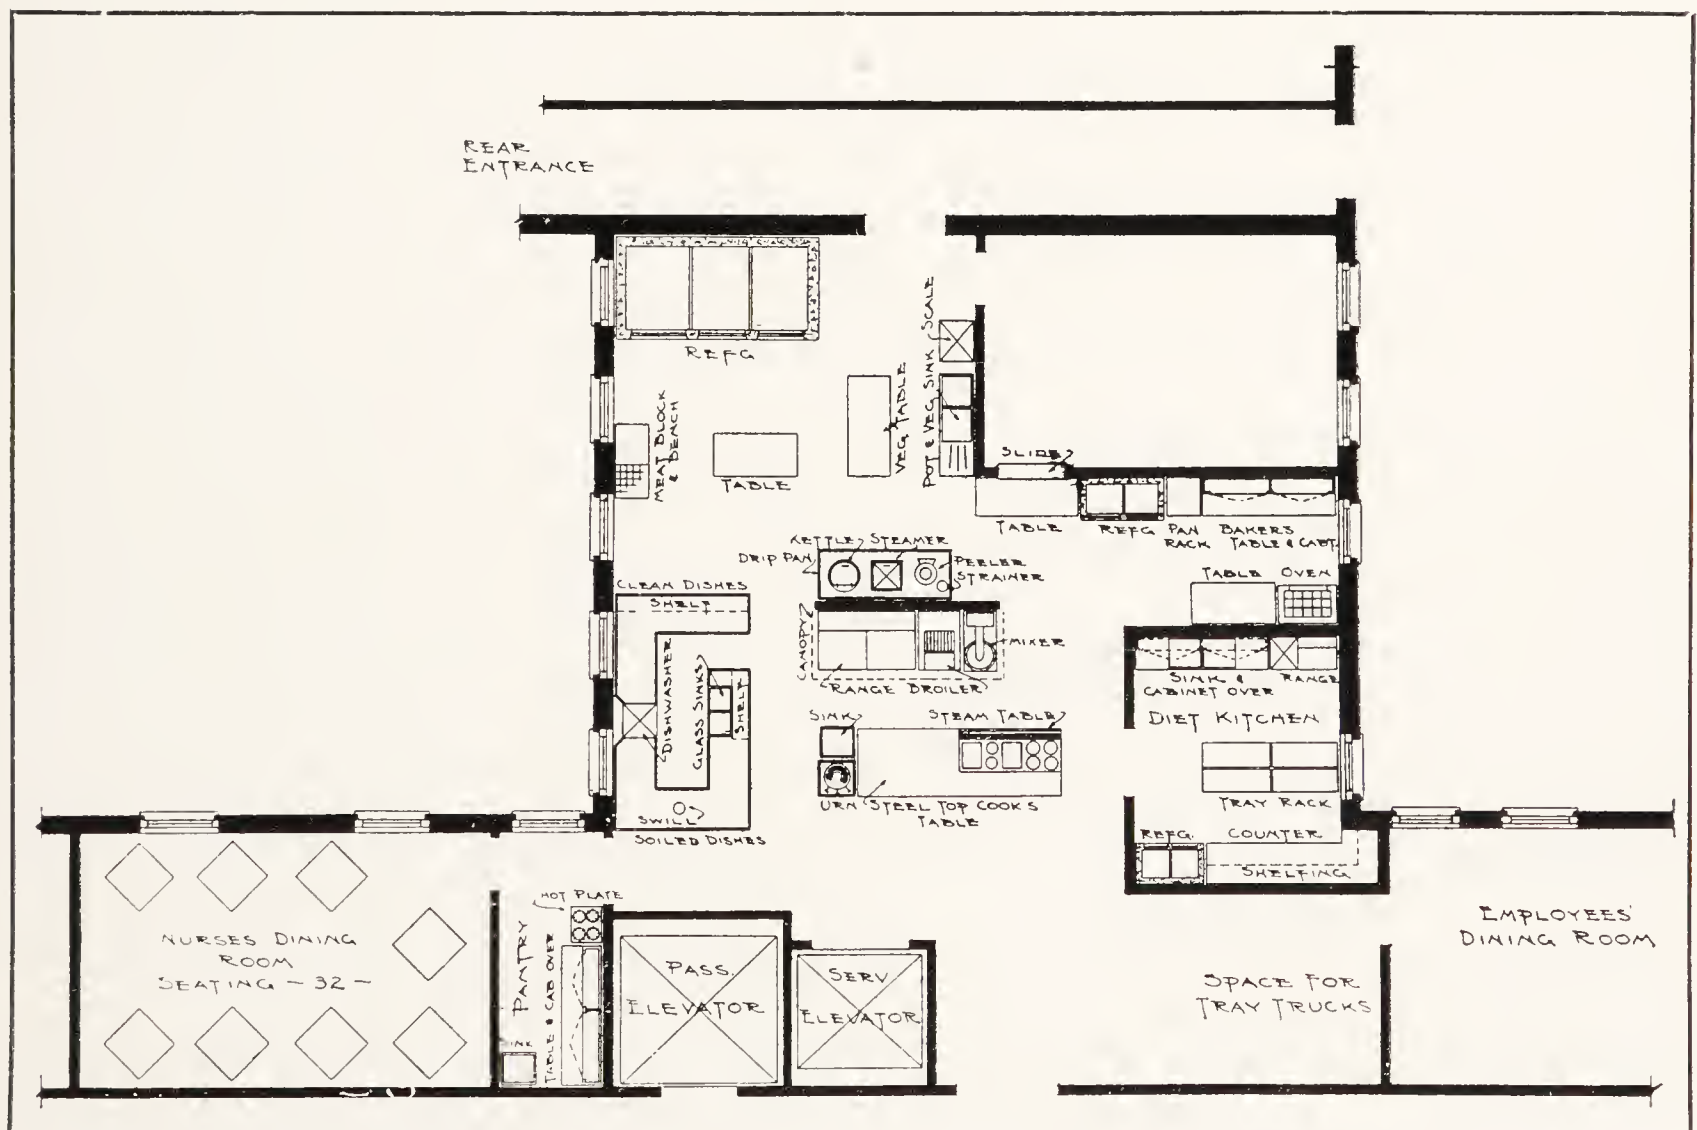 REAR
ENTRANCE
REFG
SCALE
POT & VEG SINK
VEG TABLE
MEAT BLOCK
& BENCH
TABLE
SLIDE
TABLE
REFG
PAN
RACK
BAKERS
TABLE & CABT.
KETTLE
STEAMER
DRIP PAN
PEELER
STRAINER
TABLE
OVEN
CLEAN DISHES
SHELF
CANOPY
MIXER
RANGE BROILER
DISHWASHER
GLASS SINKS
SHELF
SINK &
CABINET OVER
RANGE
SINK
STEAM TABLE
DIET KITCHEN
URN
STEEL TOP COOKS
TABLE
TRAY RACK
SWILL
SOILED DISHES
REFG.
COUNTER
SHELFING
HOT PLATE
NURSES DINING
ROOM
SEATING - 32 -
PANTRY
TABLE & CAB OVER
SINK
PASS.
ELEVATOR
SERV
ELEVATOR
SPACE FOR
TRAY TRUCKS
EMPLOYEES'
DINING ROOM